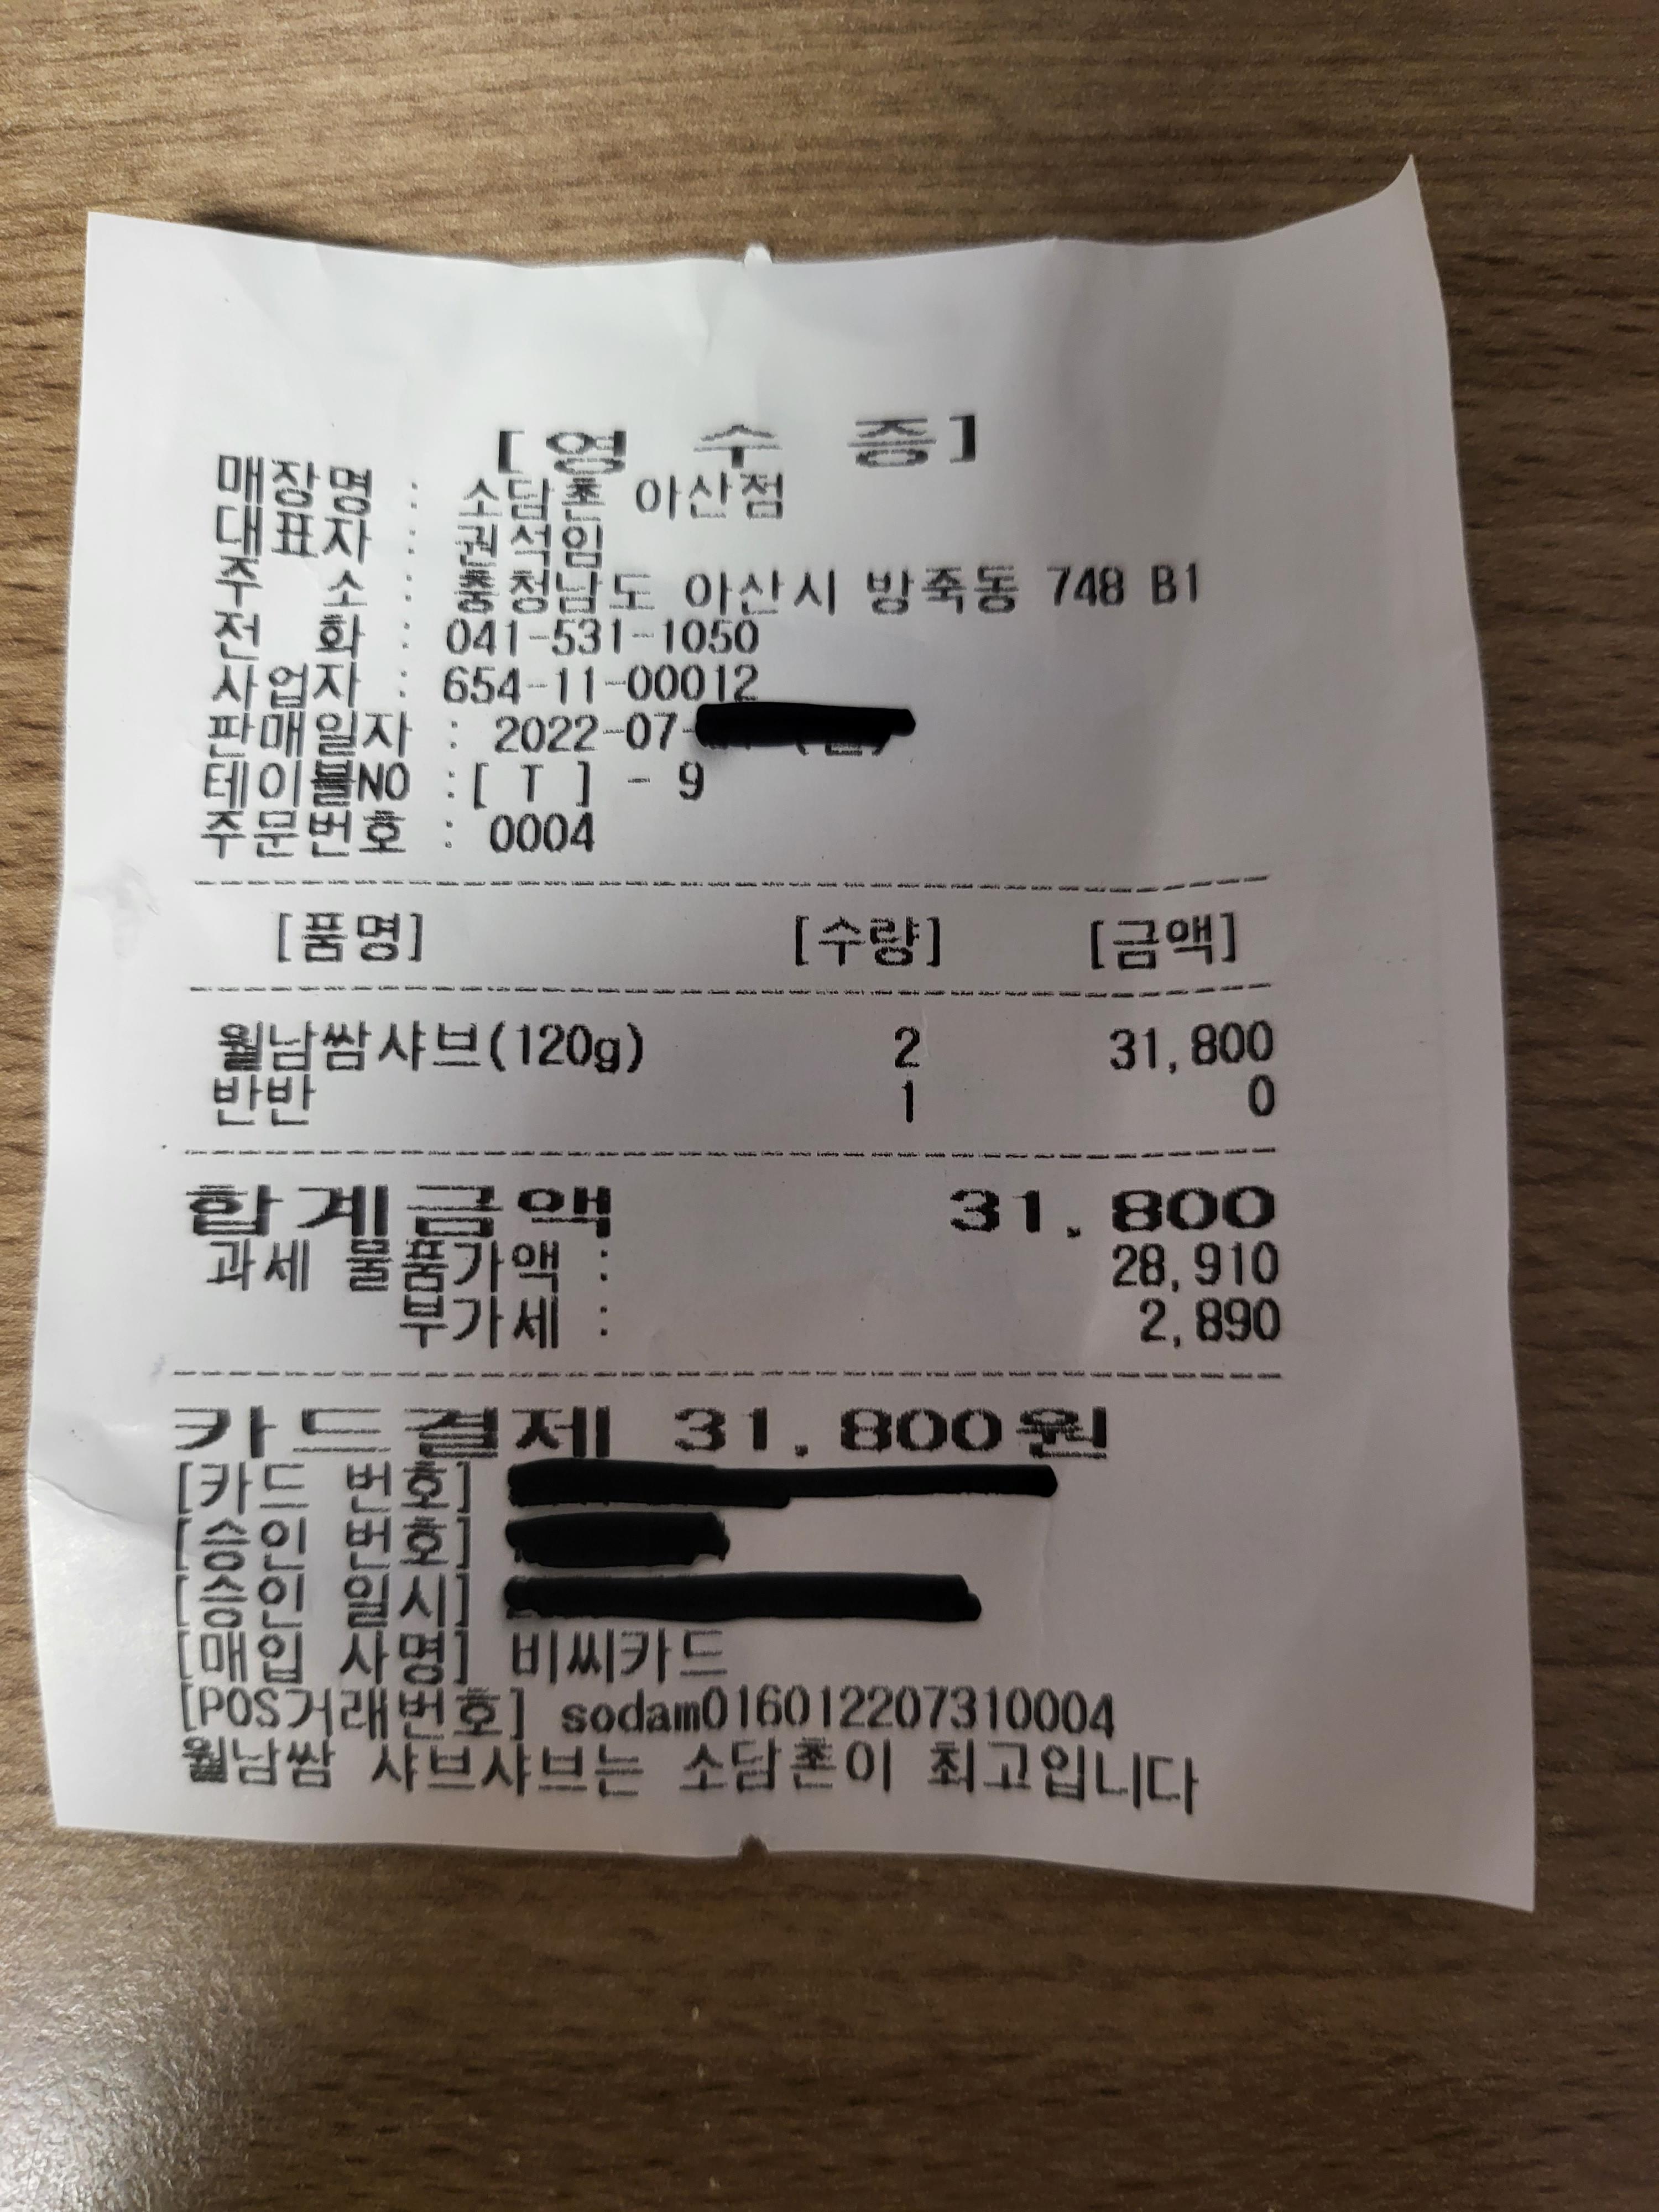 [영 수 증]
매장명 : 소담촌 아산점
대표자 : 권석임
주 소 : 충청남도 아산시 방축동 748 B1
전 화 : 041-531-1050
사업자 : 654-11-00012
판매일자 : 2022-07-
테이블NO :[ T ] - 9
주문번호 : 0004
[품명] [수량] [금액]
월남쌈샤브(120g) 2 31,800
반반 1 0
합계금액 31,800
과세 물품가액 : 28,910
부가세 : 2,890
카드결제 31,800원
[카드 번호]
[승인 번호]
[승인 일시]
[매입 사명] 비씨카드
[POS거래번호] sodam016012207310004
월남쌈 샤브샤브는 소담촌이 최고입니다